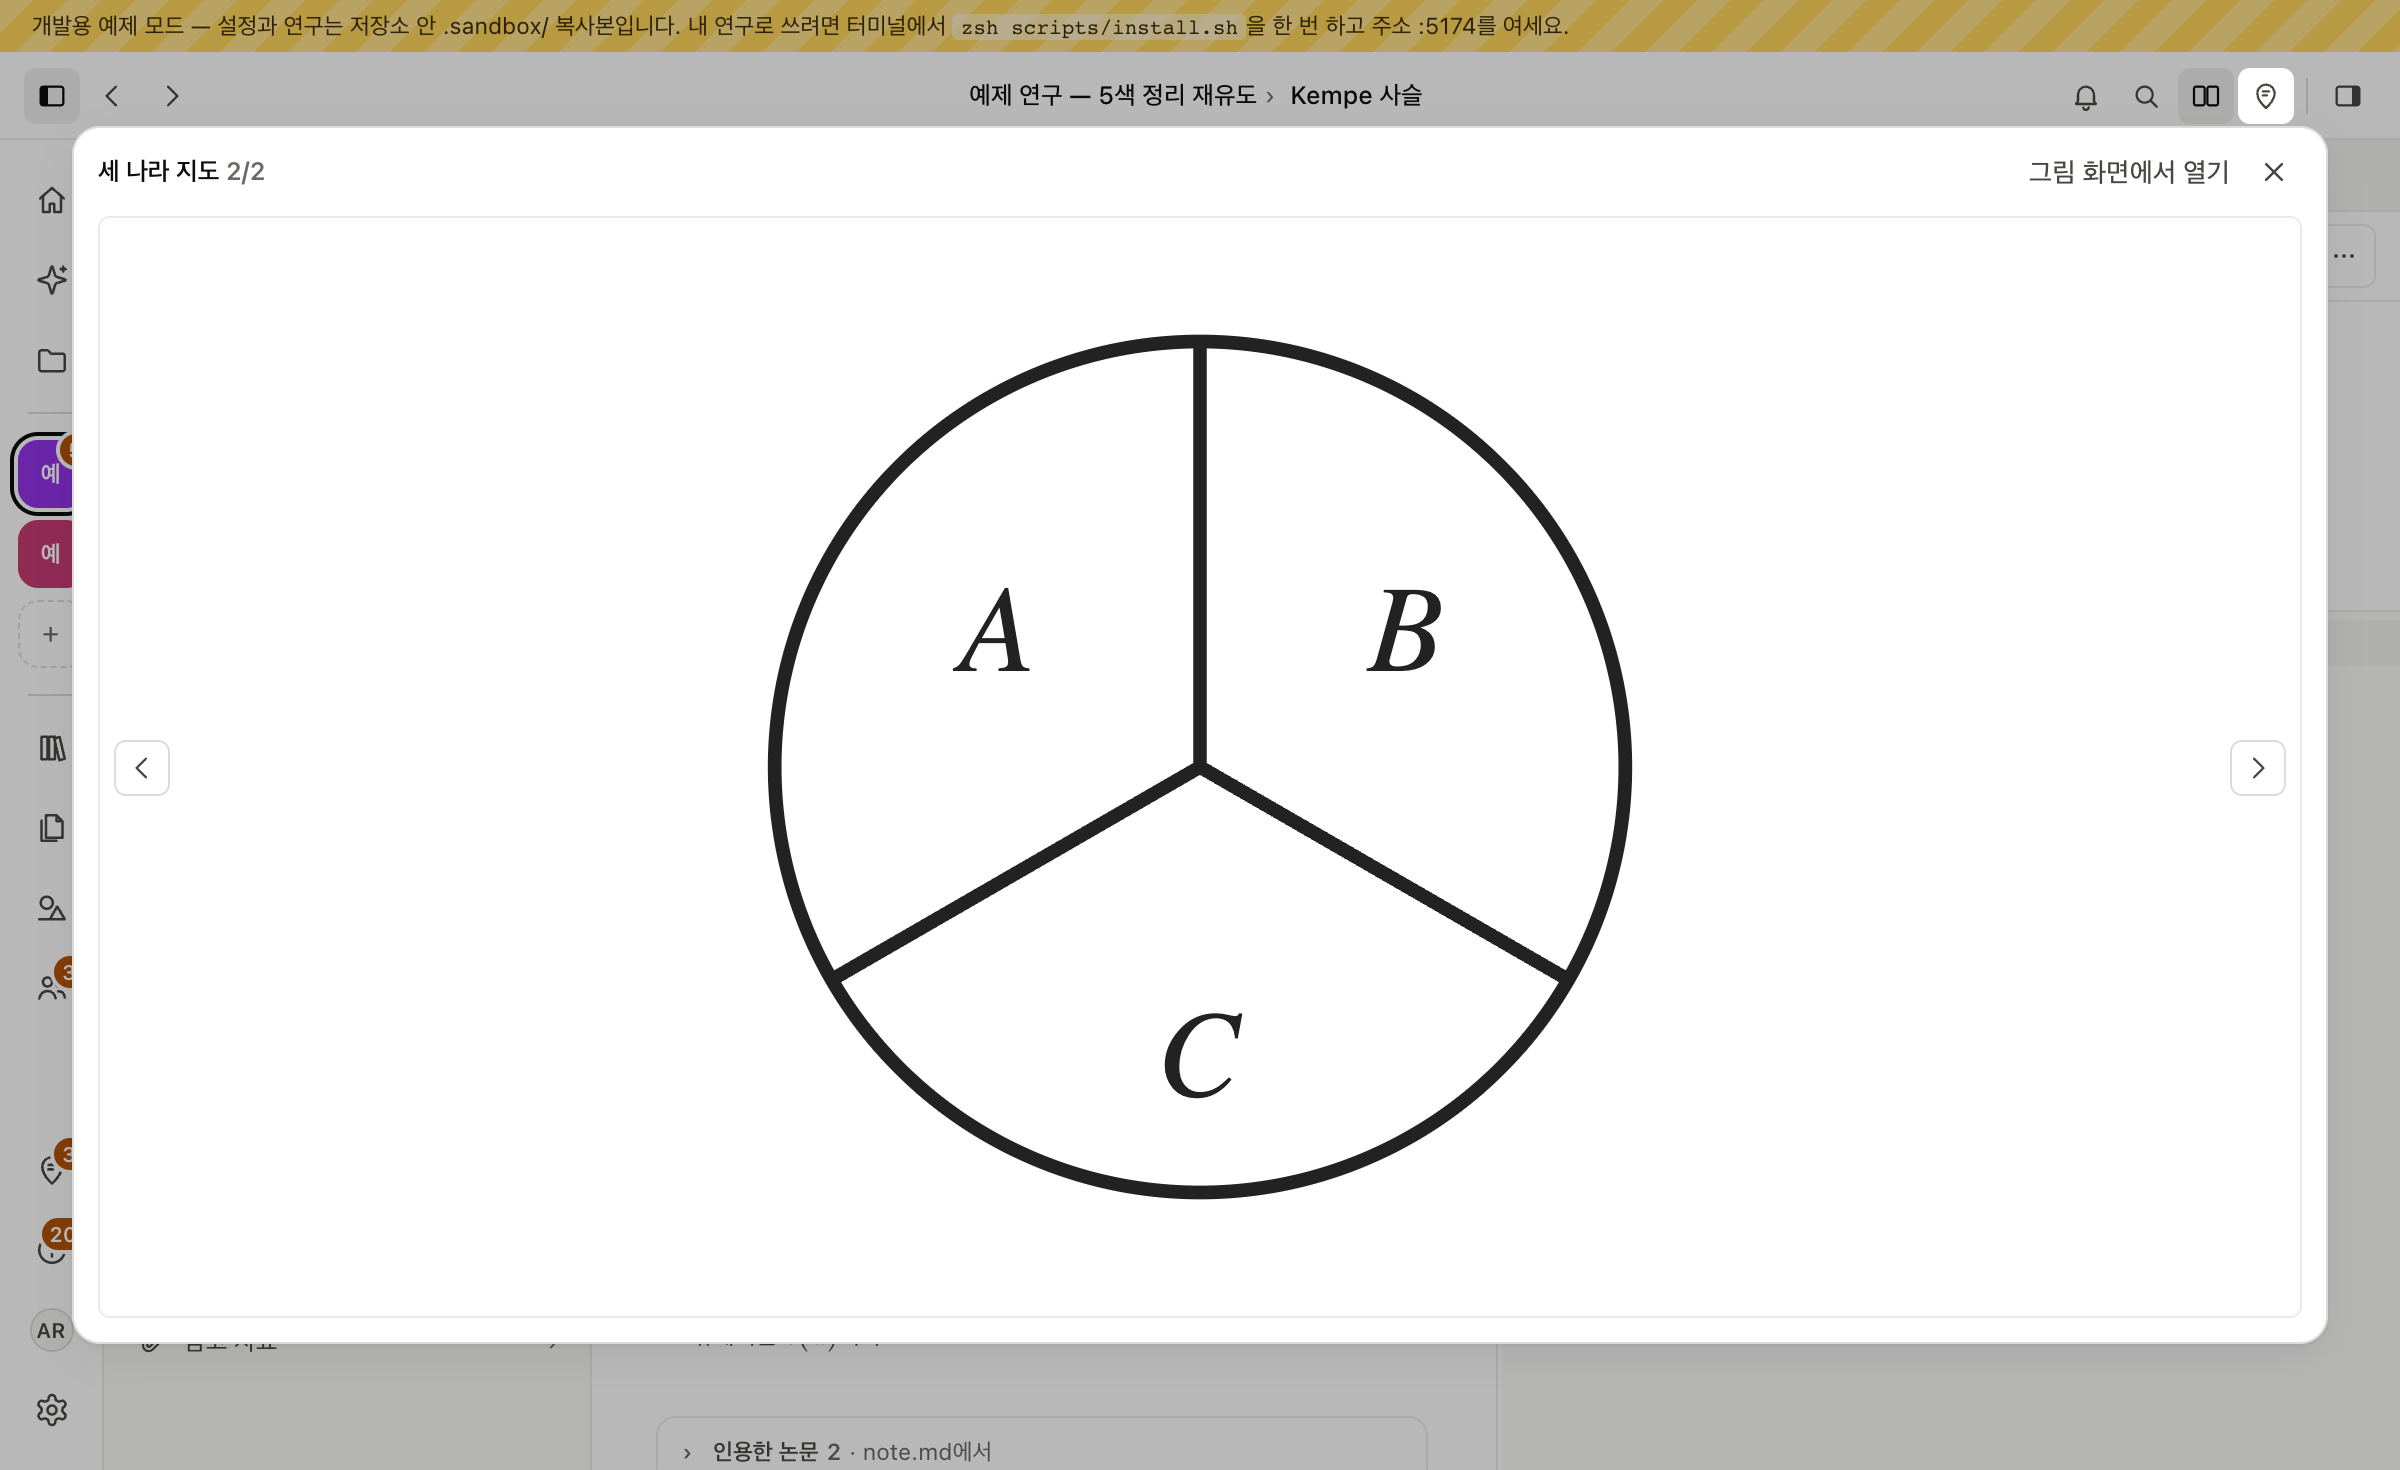 개발용 예제 모드 — 설정과 연구는 저장소 안 .sandbox/ 복사본입니다. 내 연구로 쓰려면 터미널에서 zsh scripts/install.sh을 한 번 하고 주소 :5174를 여세요.
예제 연구 — 5색 정리 재유도 › Kempe 사슬
세 나라 지도 2/2
그림 화면에서 열기
예
예
A
B
C
20
AR
인용한 논문 2 · note.md에서